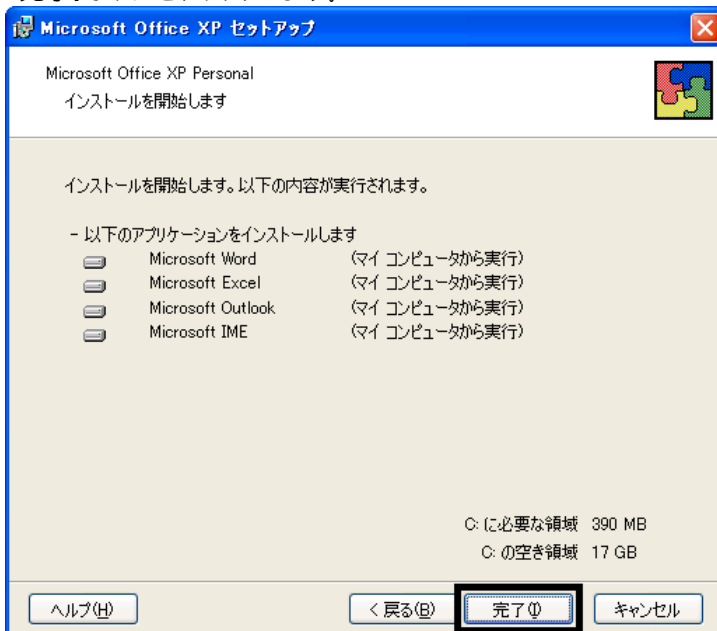 Microsoft Office XP セットアップ
Microsoft Office XP Personal
インストールを開始します
インストールを開始します。以下の内容が実行されます。
- 以下のアプリケーションをインストールします
Microsoft Word (マイ コンピュータから実行)
Microsoft Excel (マイ コンピュータから実行)
Microsoft Outlook (マイ コンピュータから実行)
Microsoft IME (マイ コンピュータから実行)
C: に必要な領域 390 MB
C: の空き領域 17 GB
ヘルプ(H) < 戻る(B) 完了(I) キャンセル